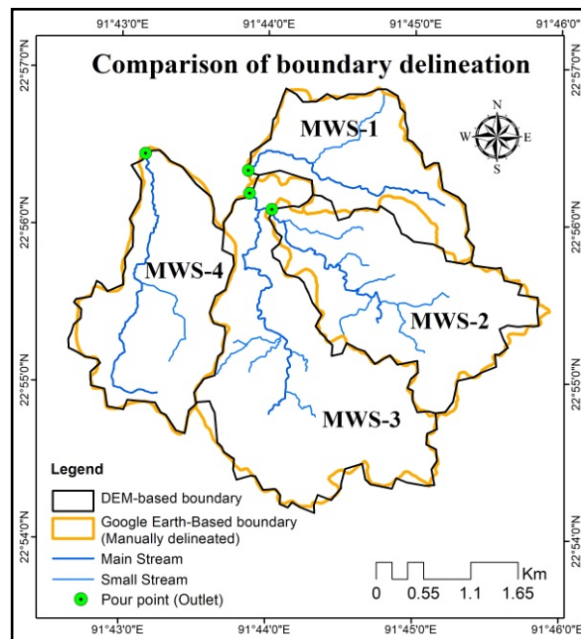 91°43'0"E 91°44'0"E 91°45'0"E 91°46'0"E
22°57'0"N 22°57'0"N
Comparison of boundary delineation
N
W E
S
MWS-1
22°56'0"N 22°56'0"N
MWS-4
MWS-2
22°55'0"N 22°55'0"N
MWS-3
Legend
DEM-based boundary
Google Earth-Based boundary
(Manually delineated)
Main Stream
Small Stream
Pour point (Outlet)
22°54'0"N 22°54'0"N
Km
0 0.55 1.1 1.65
91°43'0"E 91°44'0"E 91°45'0"E 91°46'0"E